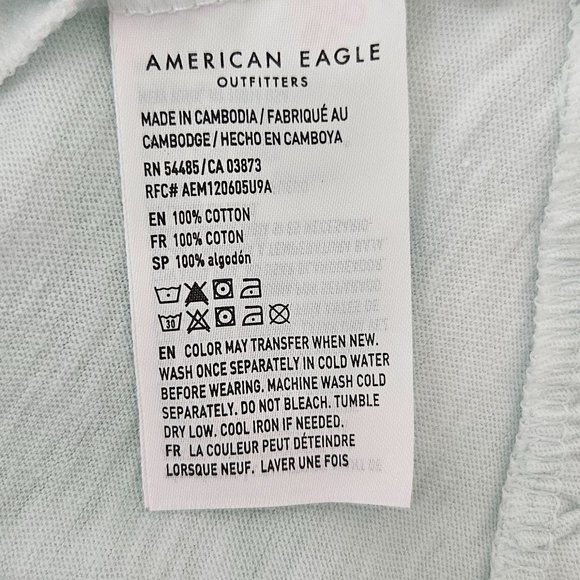 AMERICAN EAGLE
OUTFITTERS
MADE IN CAMBODIA / FABRIQUÉ AU
CAMBODGE / HECHO EN CAMBOYA
RN 54485 / CA 03873
RFC# AEM120605U9A
EN 100% COTTON
FR 100% COTON
SP 100% algodón
30
EN COLOR MAY TRANSFER WHEN NEW.
WASH ONCE SEPARATELY IN COLD WATER
BEFORE WEARING. MACHINE WASH COLD
SEPARATELY. DO NOT BLEACH. TUMBLE
DRY LOW. COOL IRON IF NEEDED.
FR LA COULEUR PEUT DÉTEINDRE
LORSQUE NEUF. LAVER UNE FOIS